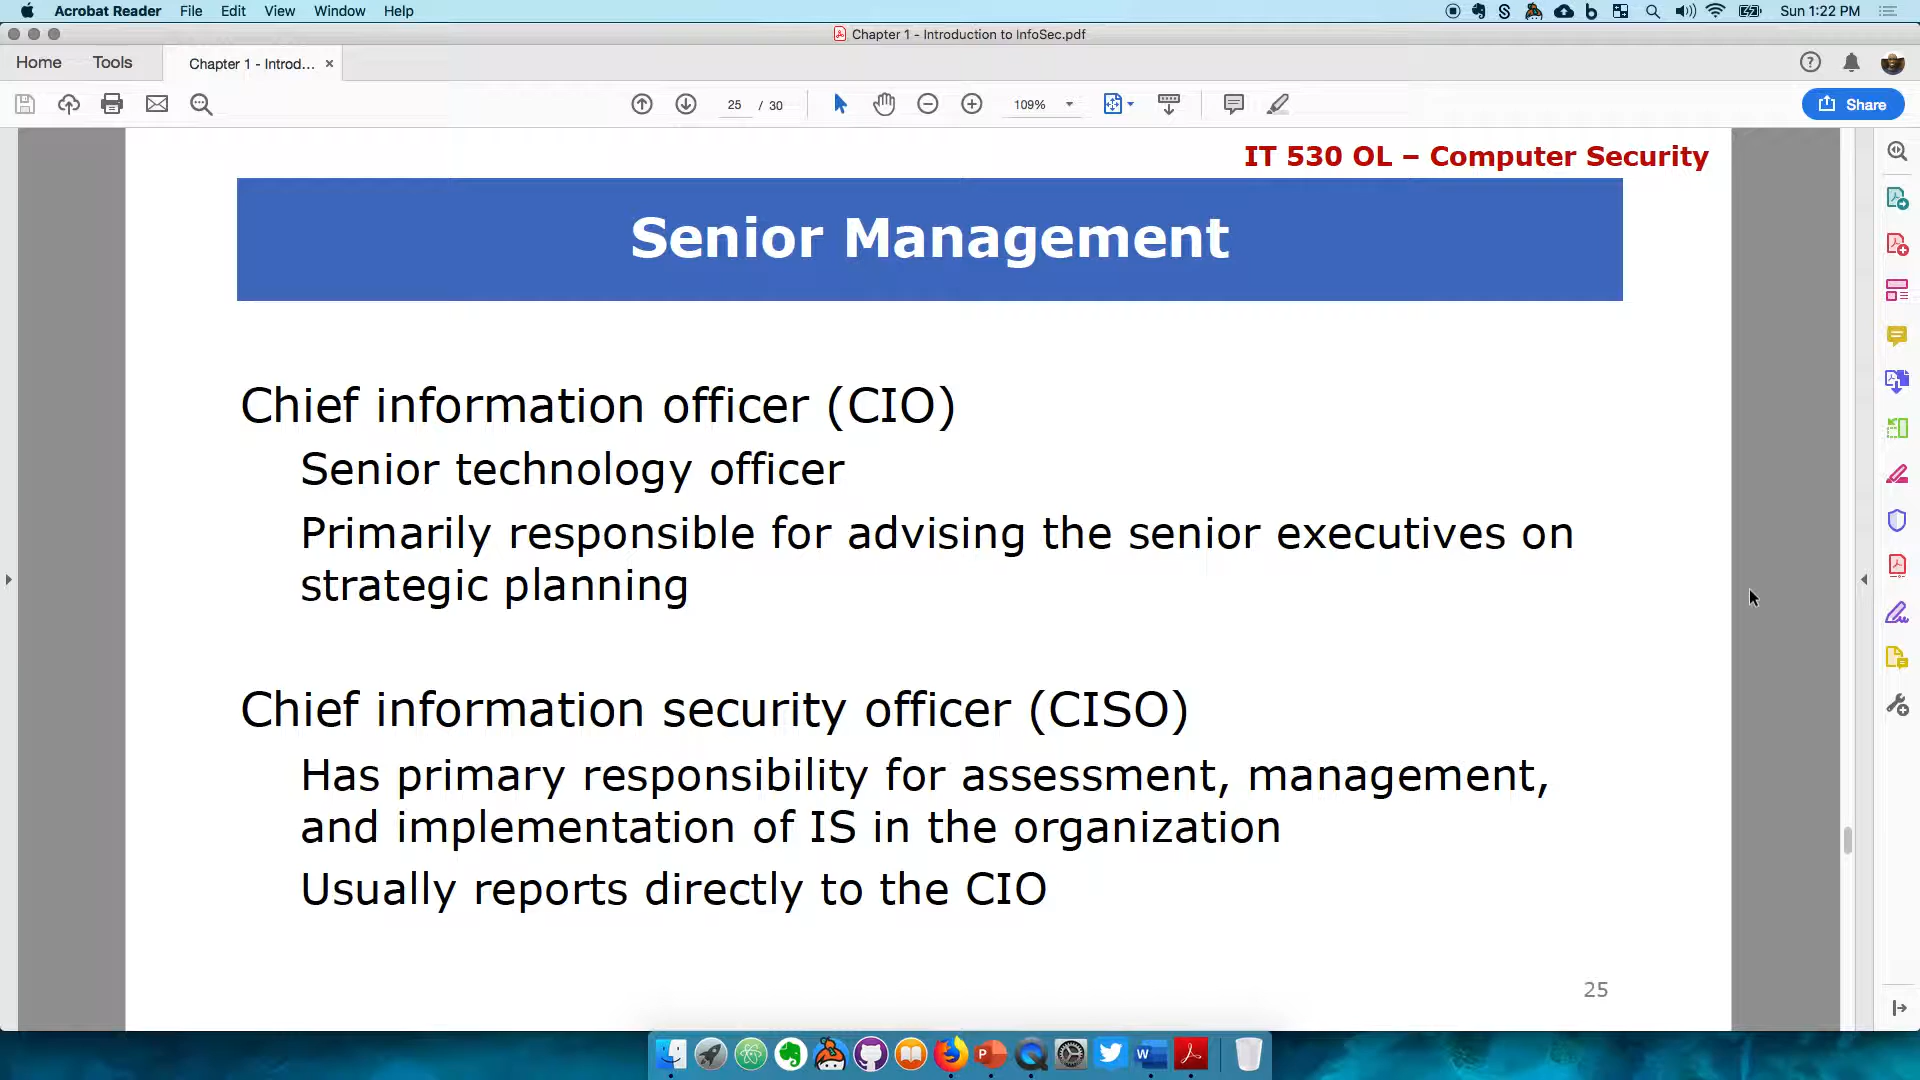 Acrobat Reader File Edit View Window Help Sun 1:22 PM
Chapter 1 - Introduction to InfoSec.pdf
Home Tools Chapter 1 - Introd... ×
25 / 30 109% Share
IT 530 OL – Computer Security
Senior Management
Chief information officer (CIO)
Senior technology officer
Primarily responsible for advising the senior executives on
strategic planning
Chief information security officer (CISO)
Has primary responsibility for assessment, management,
and implementation of IS in the organization
Usually reports directly to the CIO
25